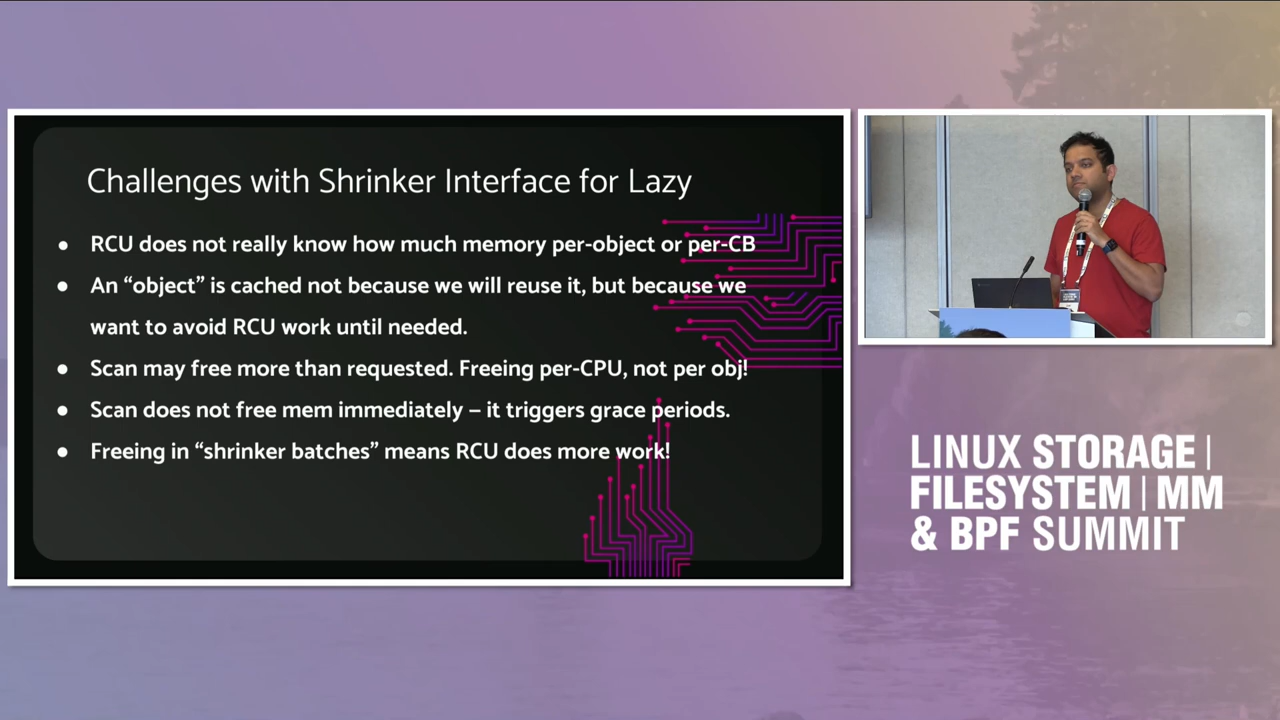 Challenges with Shrinker Interface for Lazy
● RCU does not really know how much memory per-object or per-CB
● An “object” is cached not because we will reuse it, but because we
want to avoid RCU work until needed.
● Scan may free more than requested. Freeing per-CPU, not per obj!
● Scan does not free mem immediately – it triggers grace periods.
● Freeing in “shrinker batches” means RCU does more work!
LINUX STORAGE |
FILESYSTEM | MM
& BPF SUMMIT